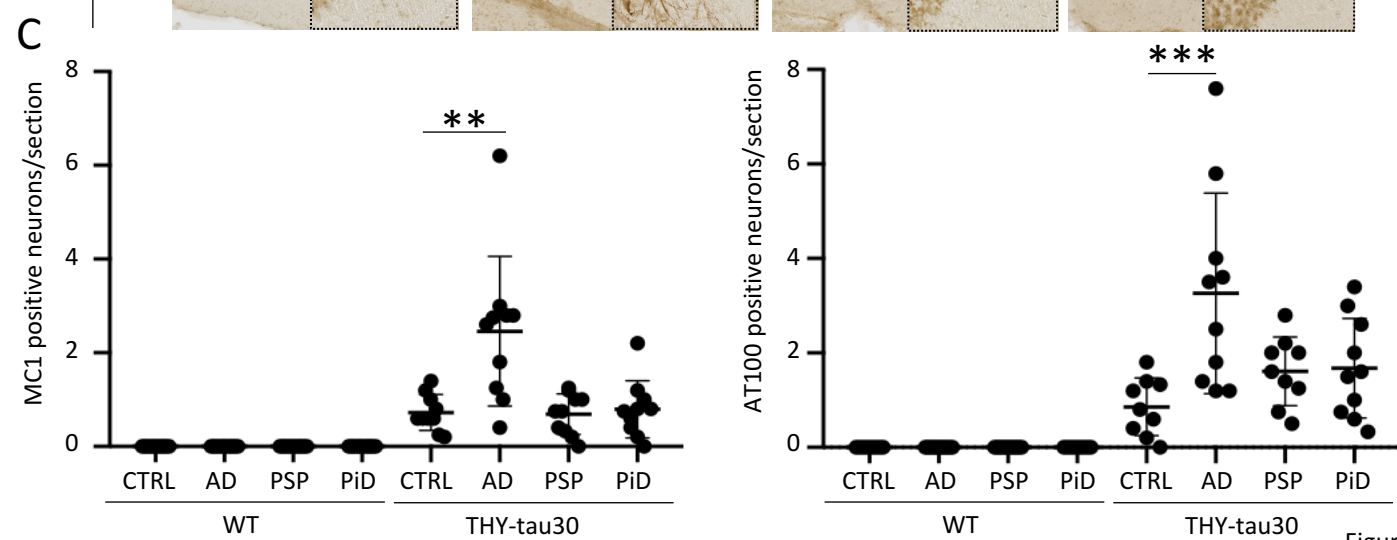 C
MC1 positive neurons/section
8
6
4
2
0
**
CTRL AD PSP PiD CTRL AD PSP PiD
WT THY-tau30
AT100 positive neurons/section
8
6
4
2
0
***
CTRL AD PSP PiD CTRL AD PSP PiD
WT THY-tau30